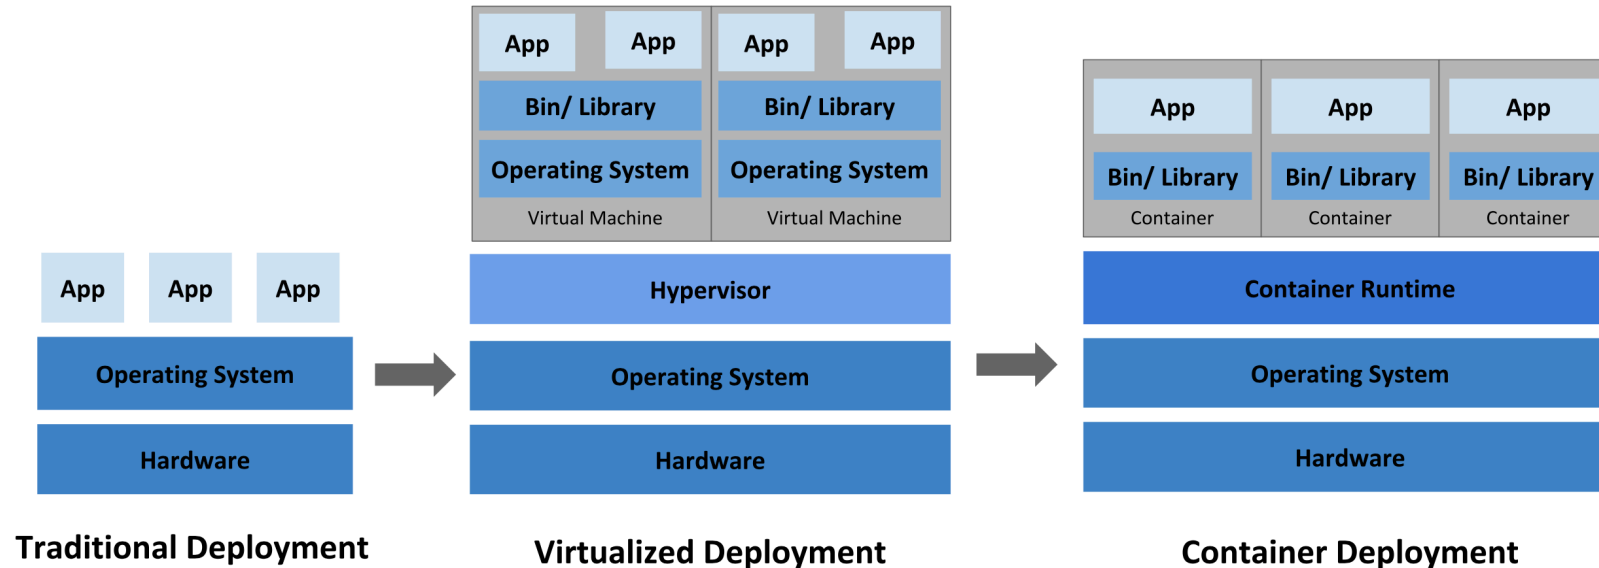 App
App
App
Operating System
Hardware
Traditional Deployment
App
App
Bin/ Library
Operating System
Virtual Machine
App
App
Bin/ Library
Operating System
Virtual Machine
Hypervisor
Operating System
Hardware
Virtualized Deployment
App
Bin/ Library
Container
App
Bin/ Library
Container
App
Bin/ Library
Container
Container Runtime
Operating System
Hardware
Container Deployment